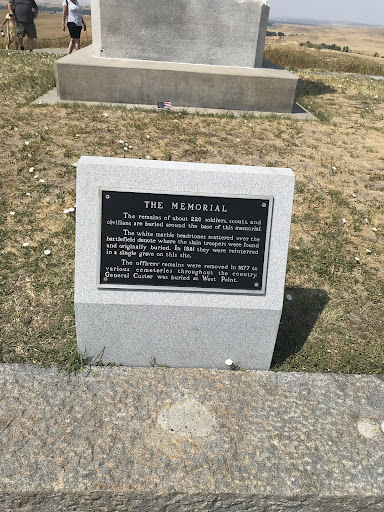 THE MEMORIAL
The remains of about 220 soldiers, scouts, and
civilians are buried around the base of this memorial.
The white marble headstones scattered over the
battlefield denote where the slain troopers were found
and originally buried. In 1881 they were reinterred
in a single grave on this site.
The officers' remains were removed in 1877 to
various cemeteries throughout the country.
General Custer was buried at West Point.